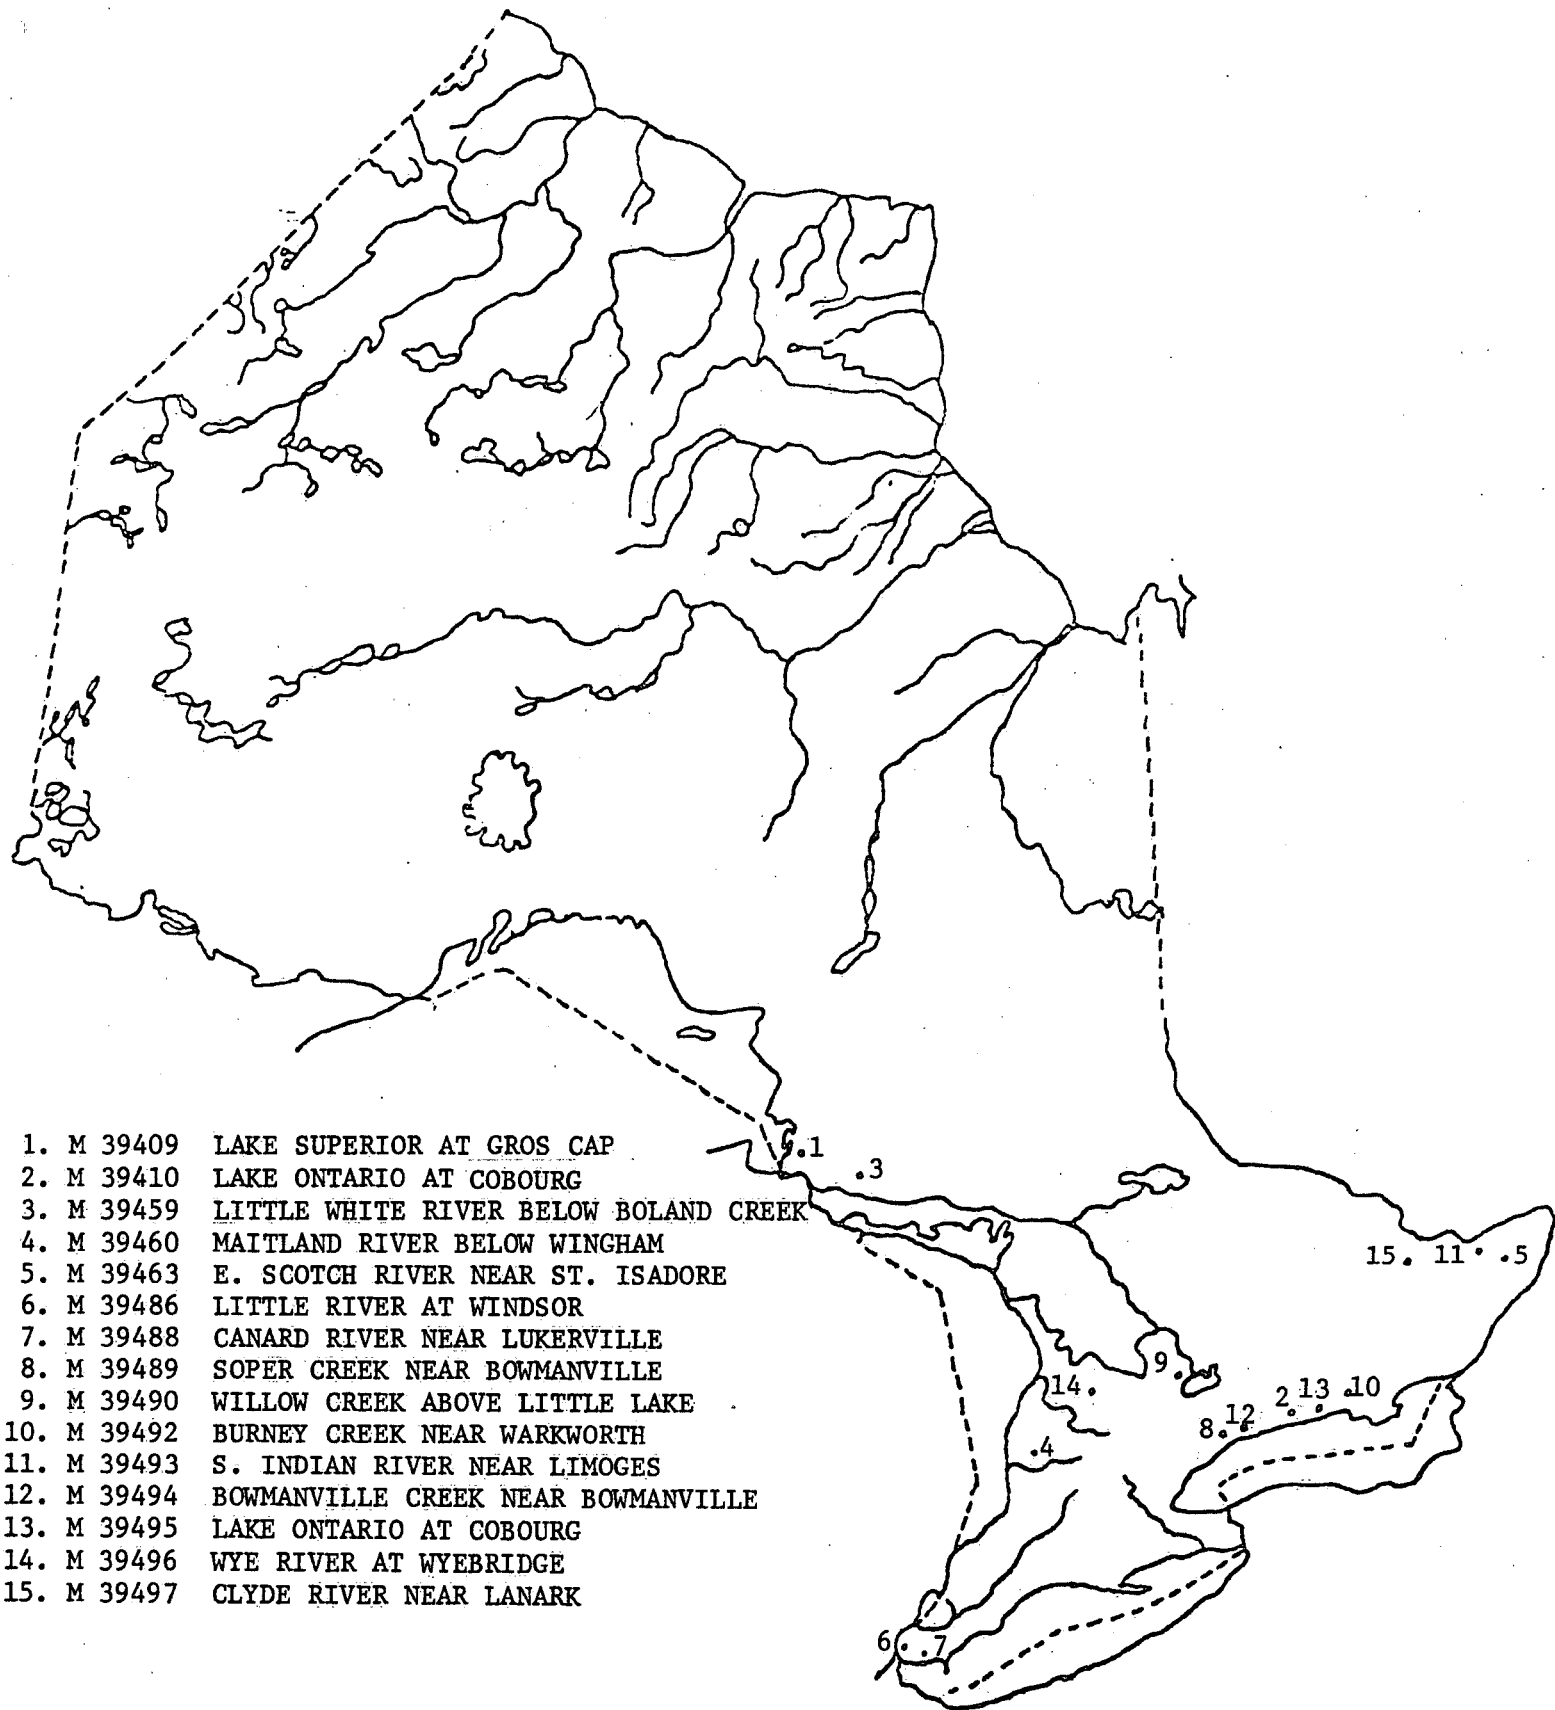 1. M 39409 LAKE SUPERIOR AT GROS CAP
2. M 39410 LAKE ONTARIO AT COBOURG
3. M 39459 LITTLE WHITE RIVER BELOW BOLAND CREEK
4. M 39460 MAITLAND RIVER BELOW WINGHAM
5. M 39463 E. SCOTCH RIVER NEAR ST. ISADORE
6. M 39486 LITTLE RIVER AT WINDSOR
7. M 39488 CANARD RIVER NEAR LUKERVILLE
8. M 39489 SOPER CREEK NEAR BOWMANVILLE
9. M 39490 WILLOW CREEK ABOVE LITTLE LAKE
10. M 39492 BURNEY CREEK NEAR WARKWORTH
11. M 39493 S. INDIAN RIVER NEAR LIMOGES
12. M 39494 BOWMANVILLE CREEK NEAR BOWMANVILLE
13. M 39495 LAKE ONTARIO AT COBOURG
14. M 39496 WYE RIVER AT WYEBRIDGE
15. M 39497 CLYDE RIVER NEAR LANARK
1
3
15 11 5
9
14
2 13 10
8 12
4
6 7